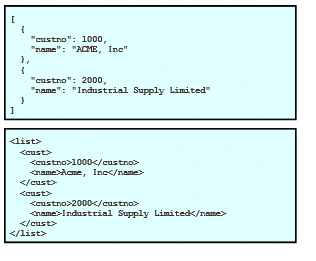 [
  {
    "custno": 1000,
    "name": "ACME, Inc"
  },
  {
    "custno": 2000,
    "name": "Industrial Supply Limited"
  }
]
<list>
  <cust>
    <custno>1000</custno>
    <name>Acme, Inc</name>
  </cust>
  <cust>
    <custno>2000</custno>
    <name>Industrial Supply Limited</name>
  </cust>
</list>